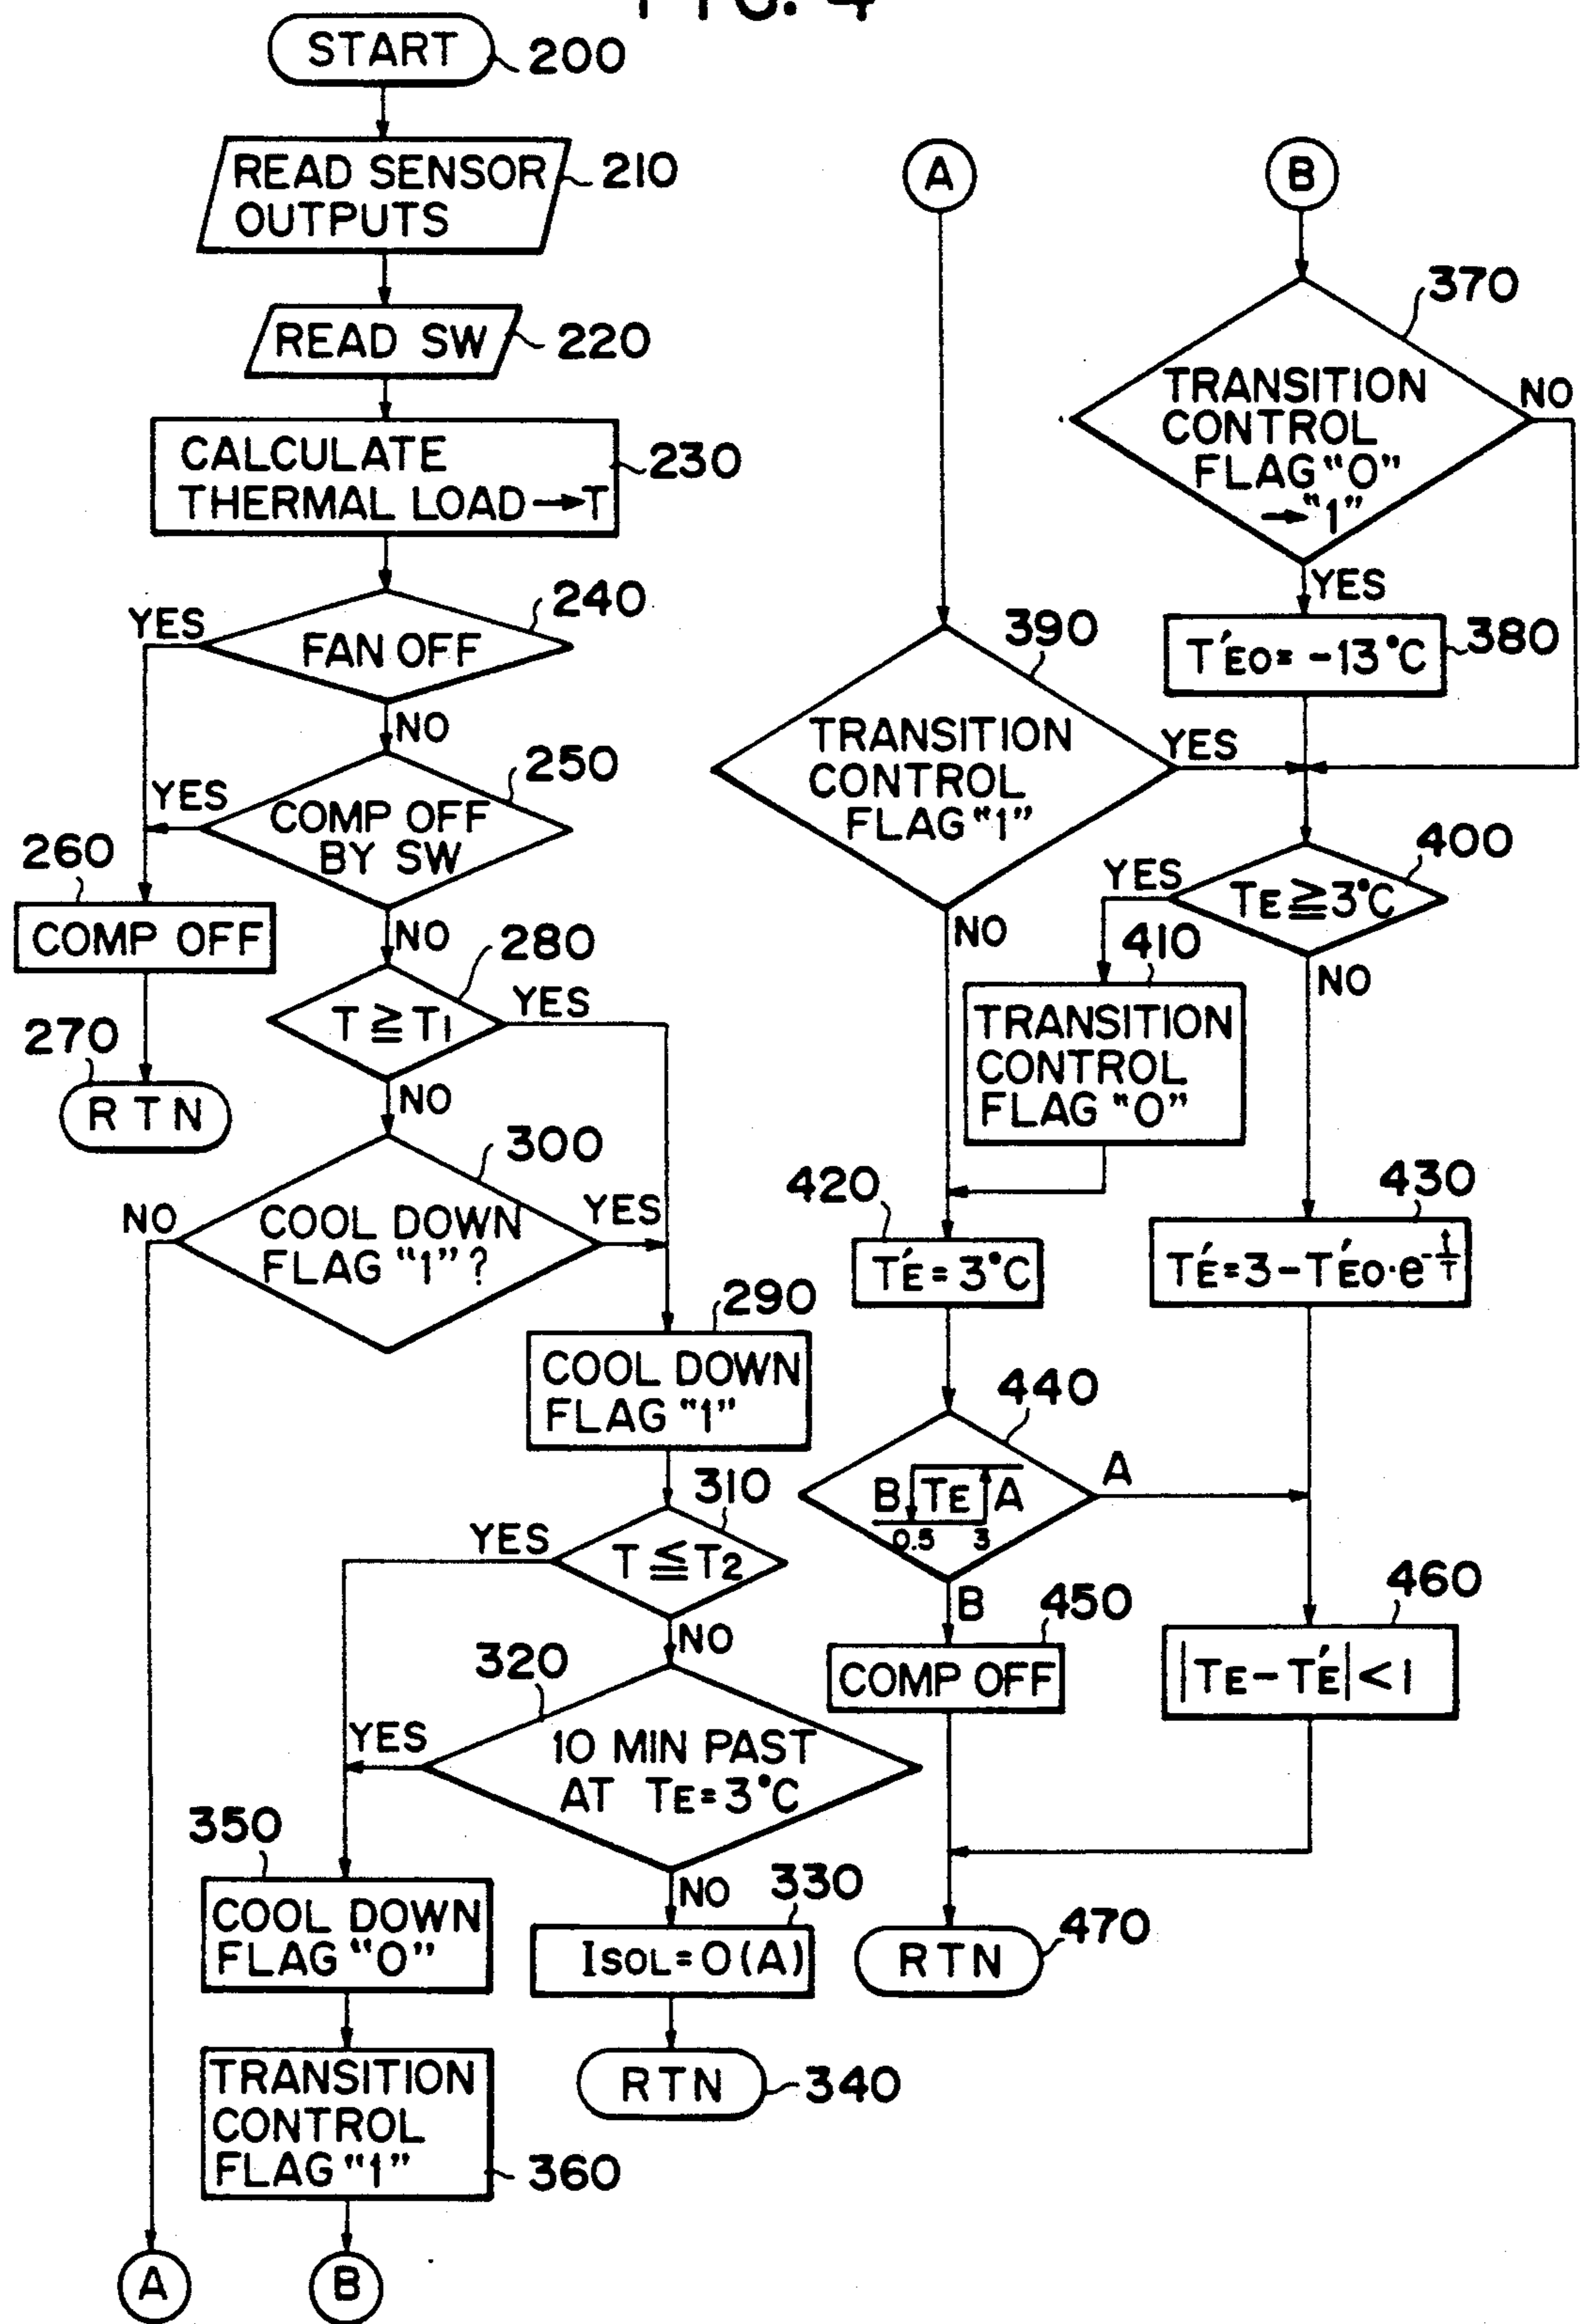 FIG. 4
START
200
READ SENSOR
OUTPUTS
210
READ SW
220
CALCULATE
THERMAL LOAD→T
230
FAN OFF
240
YES
NO
COMP OFF
BY SW
250
YES
NO
260
COMP OFF
270
RTN
T ≧ T1
280
YES
NO
COOL DOWN
FLAG "1"?
300
NO
YES
290
COOL DOWN
FLAG "1"
310
T ≦ T2
YES
NO
320
10 MIN PAST
AT TE=3°C
YES
NO
330
ISOL=0(A)
RTN
340
350
COOL DOWN
FLAG "0"
TRANSITION
CONTROL
FLAG "1"
360
A
B
A
B
370
TRANSITION
CONTROL
FLAG "0"
→"1"
NO
YES
T'EO=-13°C
380
390
TRANSITION
CONTROL
FLAG "1"
YES
NO
400
TE≧3°C
YES
NO
410
TRANSITION
CONTROL
FLAG "0"
420
T'E=3°C
430
T'E=3-T'EO·e-t/T
440
B TE A
0.5 3
A
B
450
COMP OFF
460
|TE-T'E|<1
RTN
470